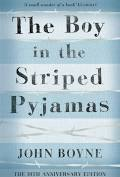 The Boy
in the
Striped
Pyjamas
JOHN BOYNE
THE 10TH ANNIVERSARY EDITION